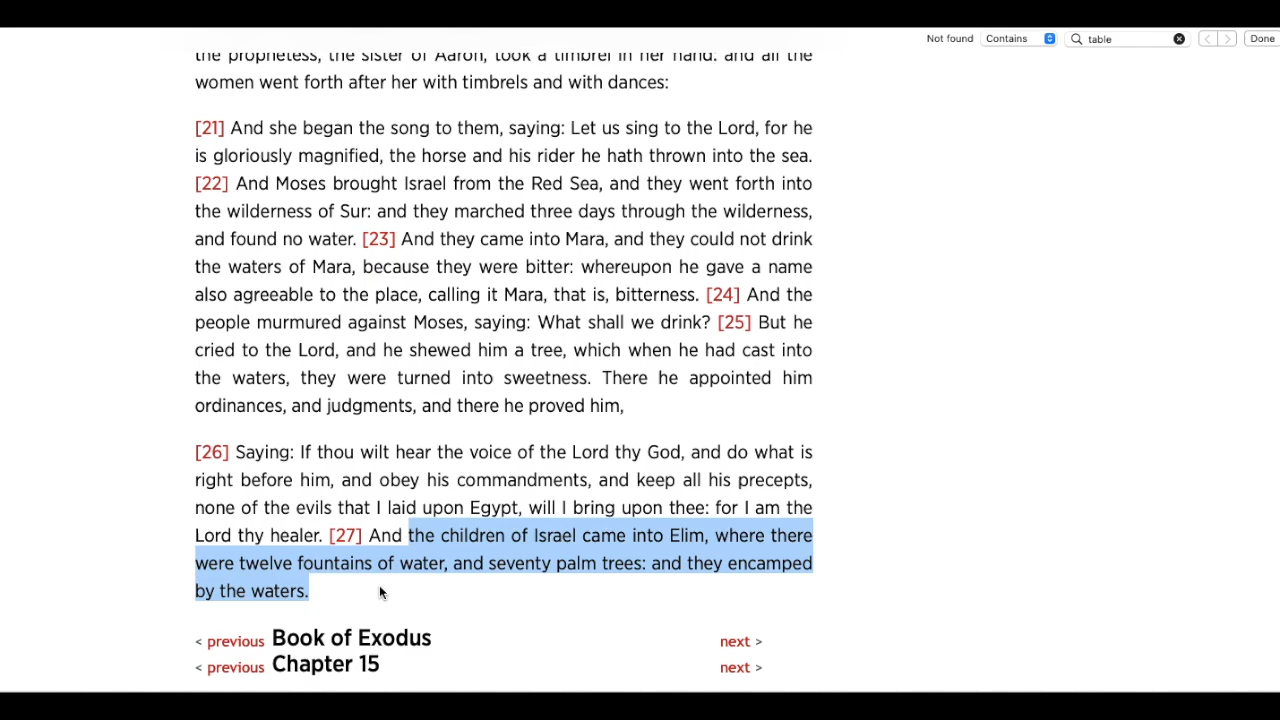 Not found Contains table Done
the prophetess, the sister of Aaron, took a timbrel in her hand: and all the
women went forth after her with timbrels and with dances:
[21] And she began the song to them, saying: Let us sing to the Lord, for he
is gloriously magnified, the horse and his rider he hath thrown into the sea.
[22] And Moses brought Israel from the Red Sea, and they went forth into
the wilderness of Sur: and they marched three days through the wilderness,
and found no water. [23] And they came into Mara, and they could not drink
the waters of Mara, because they were bitter: whereupon he gave a name
also agreeable to the place, calling it Mara, that is, bitterness. [24] And the
people murmured against Moses, saying: What shall we drink? [25] But he
cried to the Lord, and he shewed him a tree, which when he had cast into
the waters, they were turned into sweetness. There he appointed him
ordinances, and judgments, and there he proved him,
[26] Saying: If thou wilt hear the voice of the Lord thy God, and do what is
right before him, and obey his commandments, and keep all his precepts,
none of the evils that I laid upon Egypt, will I bring upon thee: for I am the
Lord thy healer. [27] And the children of Israel came into Elim, where there
were twelve fountains of water, and seventy palm trees: and they encamped
by the waters.
< previous Book of Exodus next >
< previous Chapter 15 next >